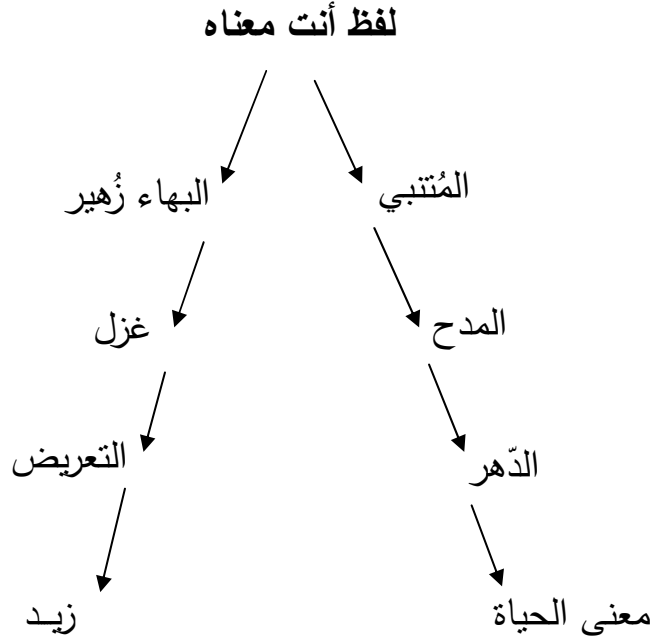 لفظ أنت معناه
المُتنبي
البهاء زُهير
المدح
غزل
الدّهر
التعريض
معنى الحياة
زيـد